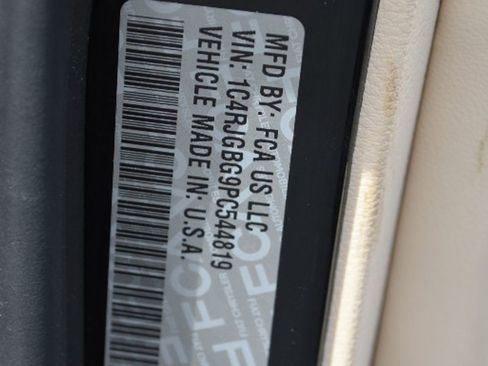 MFD BY: FCA US LLC
VIN: 1C4RJGBG9PC544819
VEHICLE MADE IN: U.S.A.